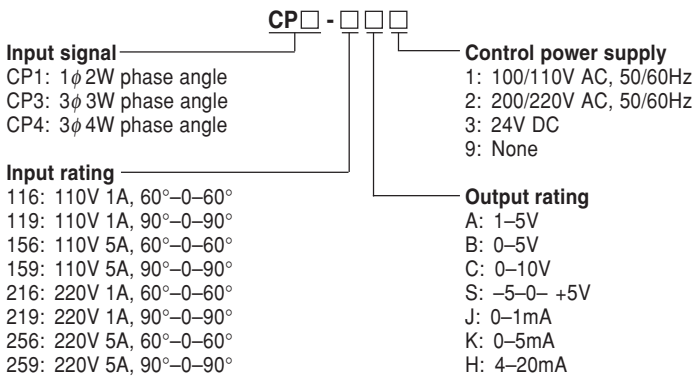 CP□ - □ □ □
Input signal
CP1: 1ϕ 2W phase angle
CP3: 3ϕ 3W phase angle
CP4: 3ϕ 4W phase angle
Input rating
116: 110V 1A, 60°–0–60°
119: 110V 1A, 90°–0–90°
156: 110V 5A, 60°–0–60°
159: 110V 5A, 90°–0–90°
216: 220V 1A, 60°–0–60°
219: 220V 1A, 90°–0–90°
256: 220V 5A, 60°–0–60°
259: 220V 5A, 90°–0–90°
Control power supply
1: 100/110V AC, 50/60Hz
2: 200/220V AC, 50/60Hz
3: 24V DC
9: None
Output rating
A: 1–5V
B: 0–5V
C: 0–10V
S: –5–0– +5V
J: 0–1mA
K: 0–5mA
H: 4–20mA